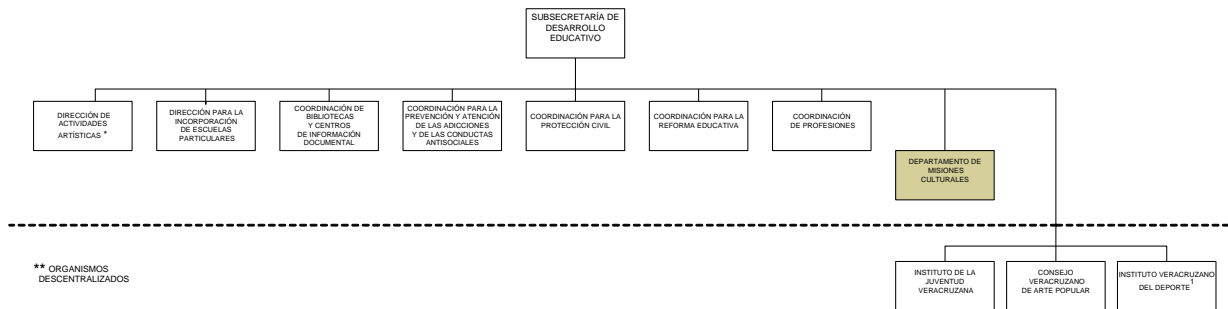 SUBSECRETARÍA DE
DESARROLLO
EDUCATIVO
DIRECCIÓN DE
ACTIVIDADES
ARTÍSTICAS *
DIRECCIÓN PARA LA
INCORPORACIÓN
DE ESCUELAS
PARTICULARES
COORDINACIÓN DE
BIBLIOTECAS
Y CENTROS
DE INFORMACIÓN
DOCUMENTAL
COORDINACIÓN PARA LA
PREVENCIÓN Y ATENCIÓN
DE LAS ADICCIONES
Y DE LAS CONDUCTAS
ANTISOCIALES
COORDINACIÓN PARA LA
PROTECCIÓN CIVIL
COORDINACIÓN PARA LA
REFORMA EDUCATIVA
COORDINACIÓN
DE PROFESIONES
DEPARTAMENTO DE
MISIONES
CULTURALES
** ORGANISMOS
DESCENTRALIZADOS
INSTITUTO DE LA
JUVENTUD
VERACRUZANA
CONSEJO
VERACRUZANO
DE ARTE POPULAR
INSTITUTO VERACRUZANO
DEL DEPORTE 1